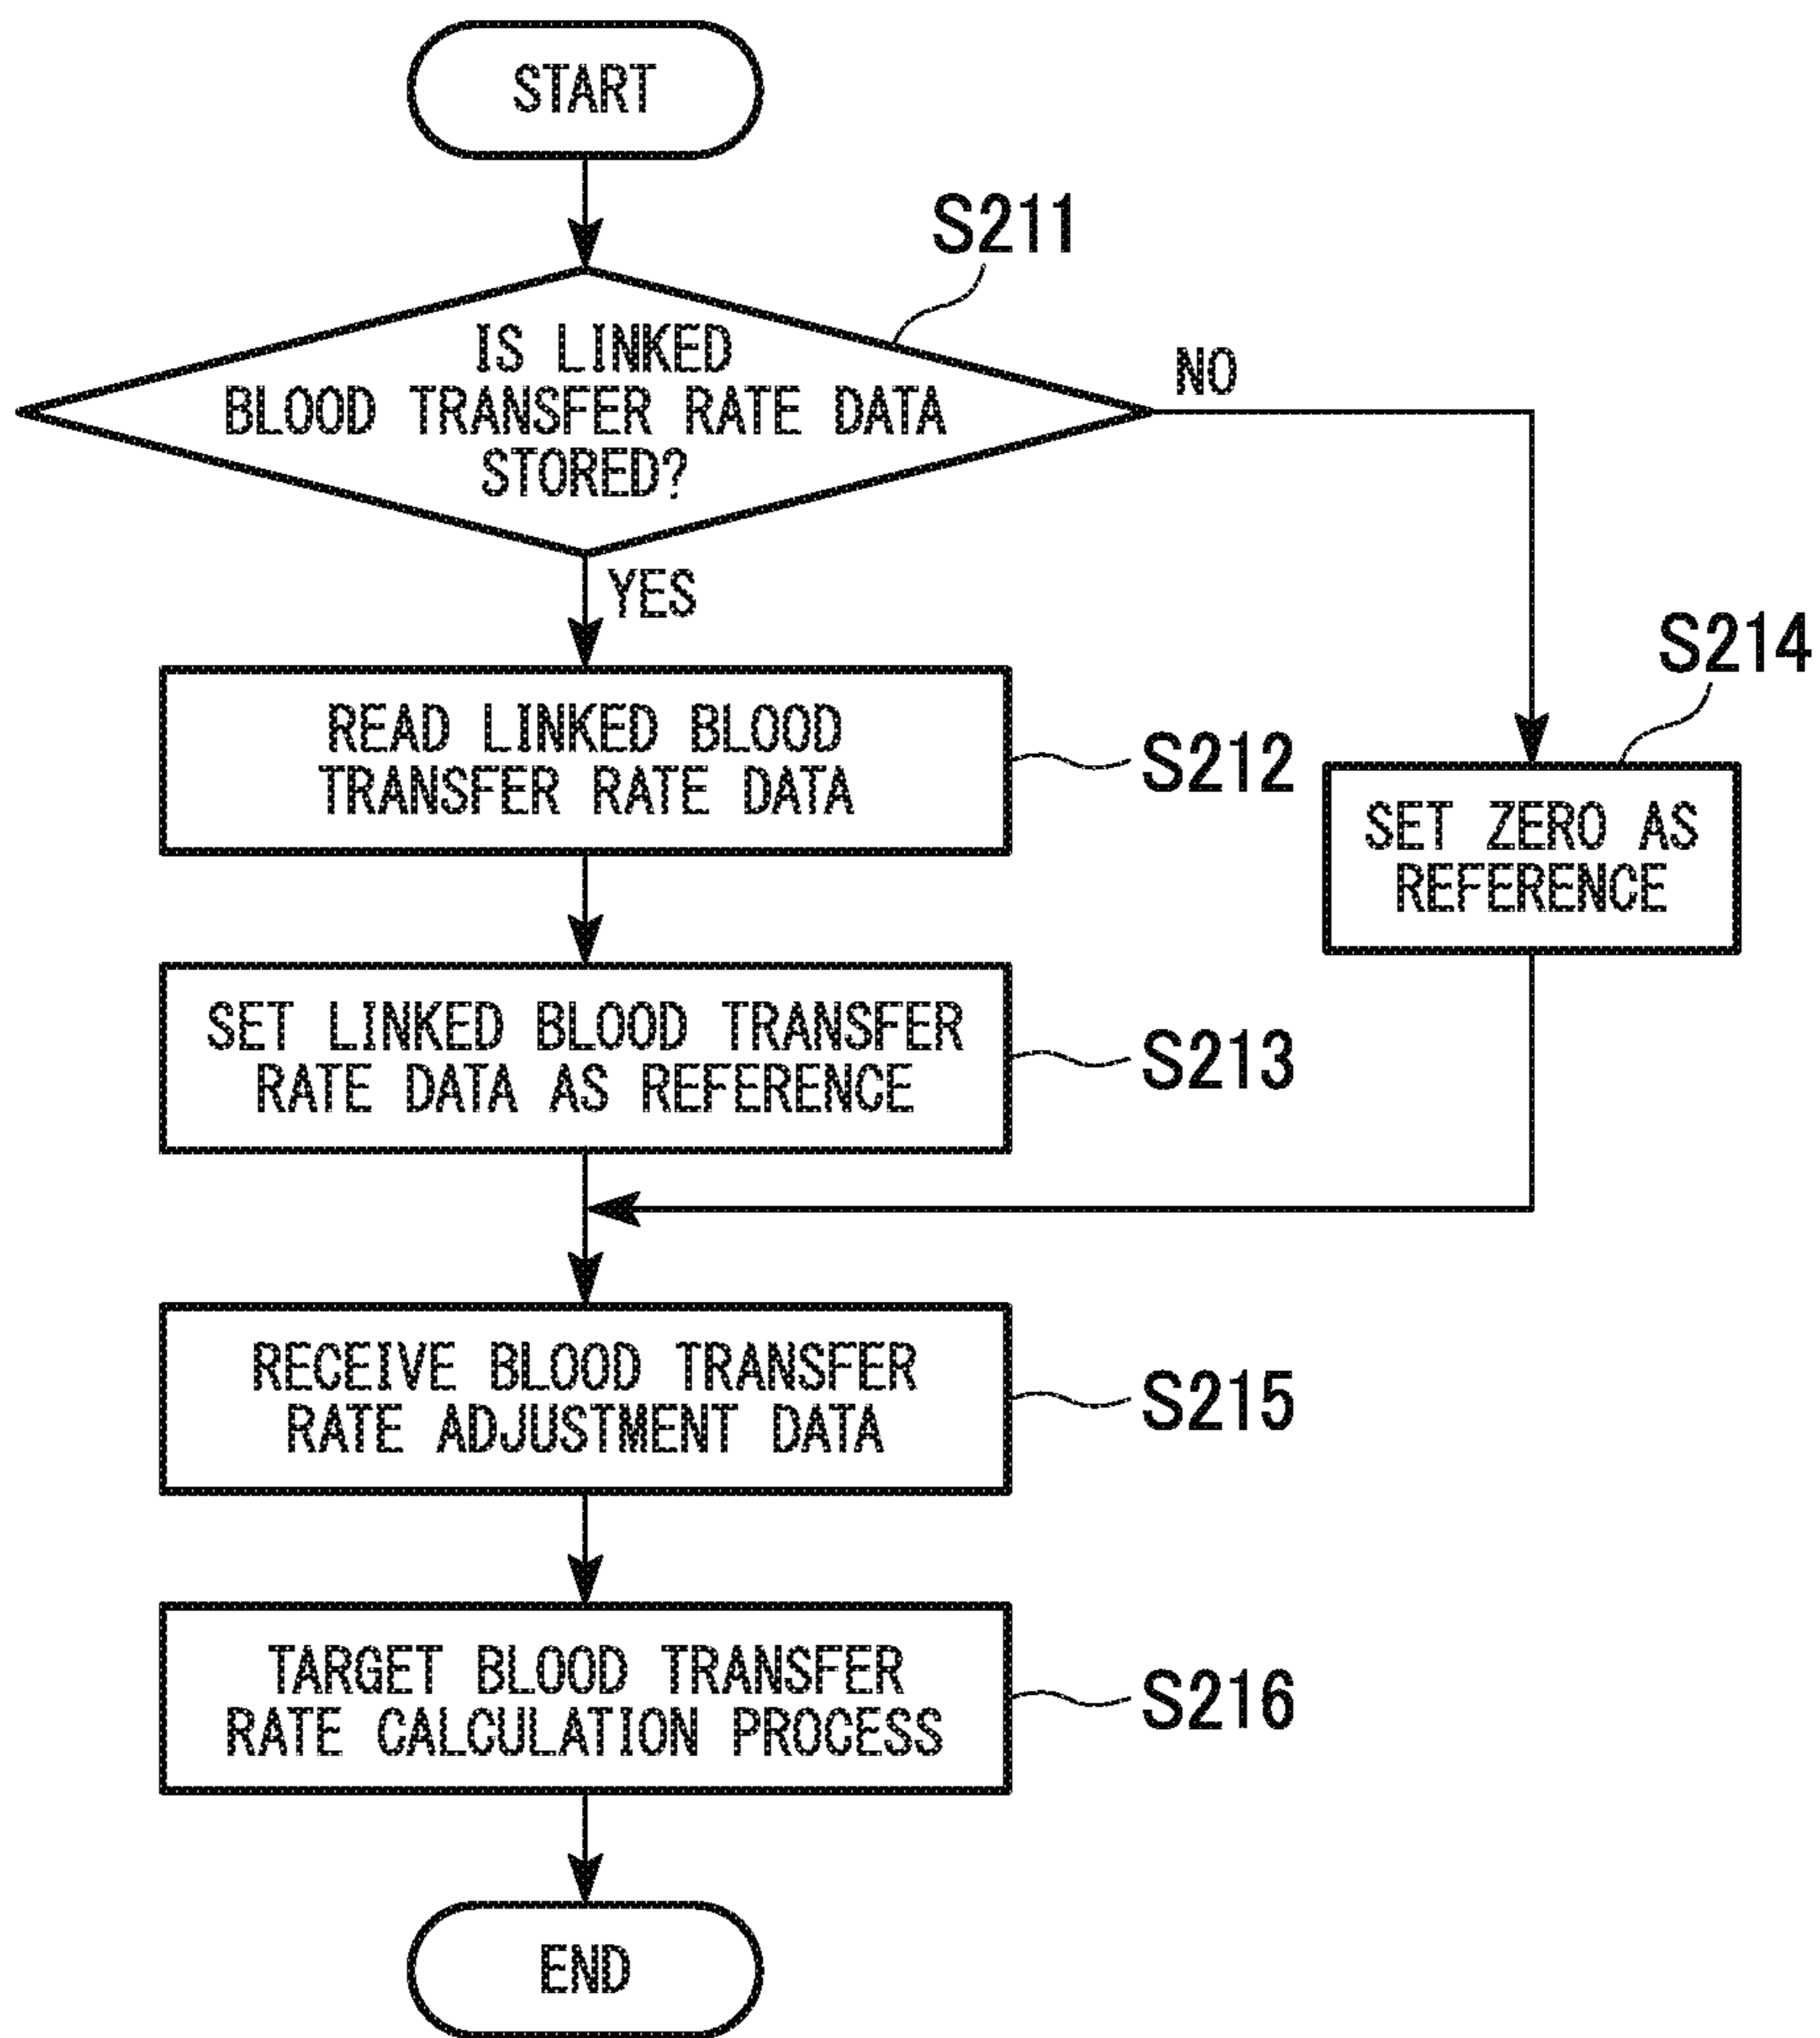 START
S211
IS LINKED
BLOOD TRANSFER RATE DATA
STORED?
NO
YES
S214
READ LINKED BLOOD
TRANSFER RATE DATA
S212
SET ZERO AS
REFERENCE
SET LINKED BLOOD TRANSFER
RATE DATA AS REFERENCE
S213
RECEIVE BLOOD TRANSFER
RATE ADJUSTMENT DATA
S215
TARGET BLOOD TRANSFER
RATE CALCULATION PROCESS
S216
END